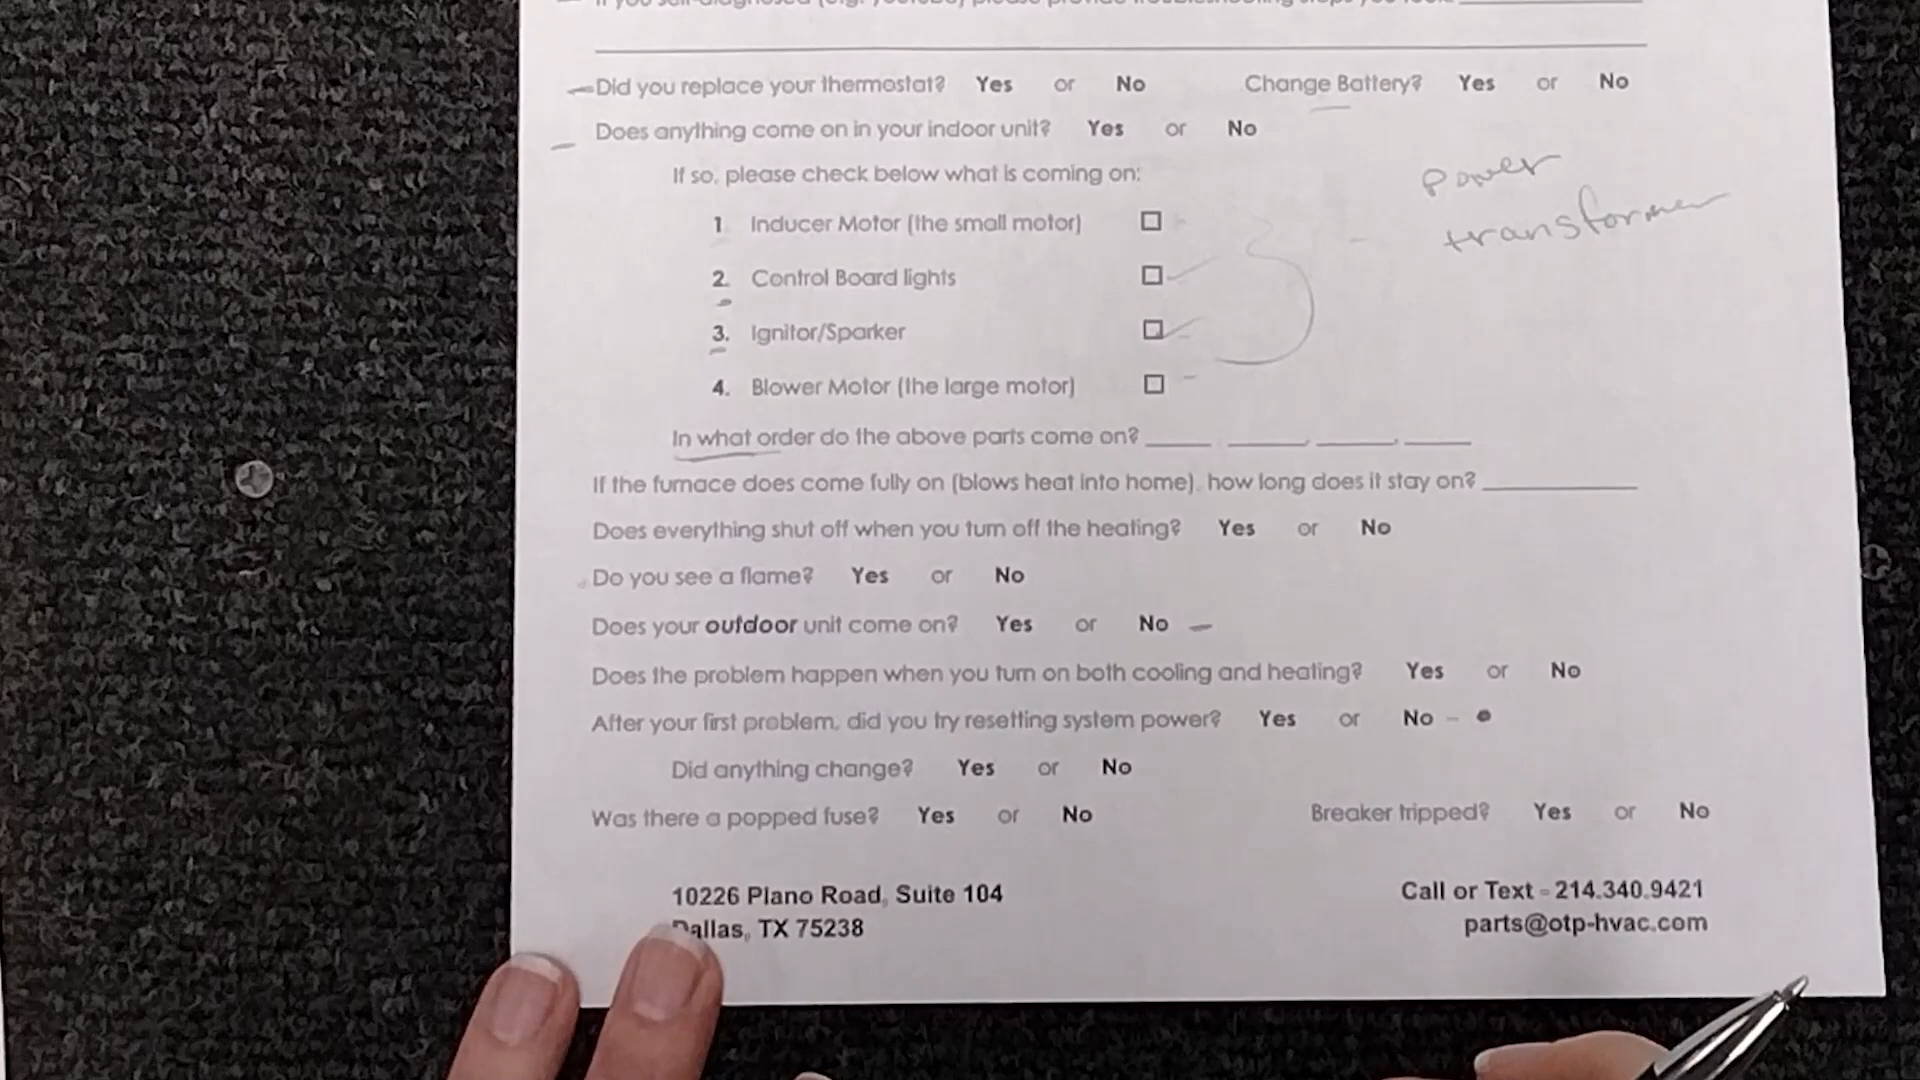 Did you replace your thermostat? Yes or No Change Battery? Yes or No
Does anything come on in your indoor unit? Yes or No
If so, please check below what is coming on:
Power
1. Inducer Motor (the small motor)
transformer
2. Control Board lights
3. Ignitor/Sparker
4. Blower Motor (the large motor)
In what order do the above parts come on? ____ ____, ____, ____
If the furnace does come fully on (blows heat into home), how long does it stay on? ________
Does everything shut off when you turn off the heating? Yes or No
Do you see a flame? Yes or No
Does your outdoor unit come on? Yes or No
Does the problem happen when you turn on both cooling and heating? Yes or No
After your first problem, did you try resetting system power? Yes or No
Did anything change? Yes or No
Was there a popped fuse? Yes or No Breaker tripped? Yes or No
10226 Plano Road, Suite 104
Dallas, TX 75238
Call or Text - 214.340.9421
parts@otp-hvac.com